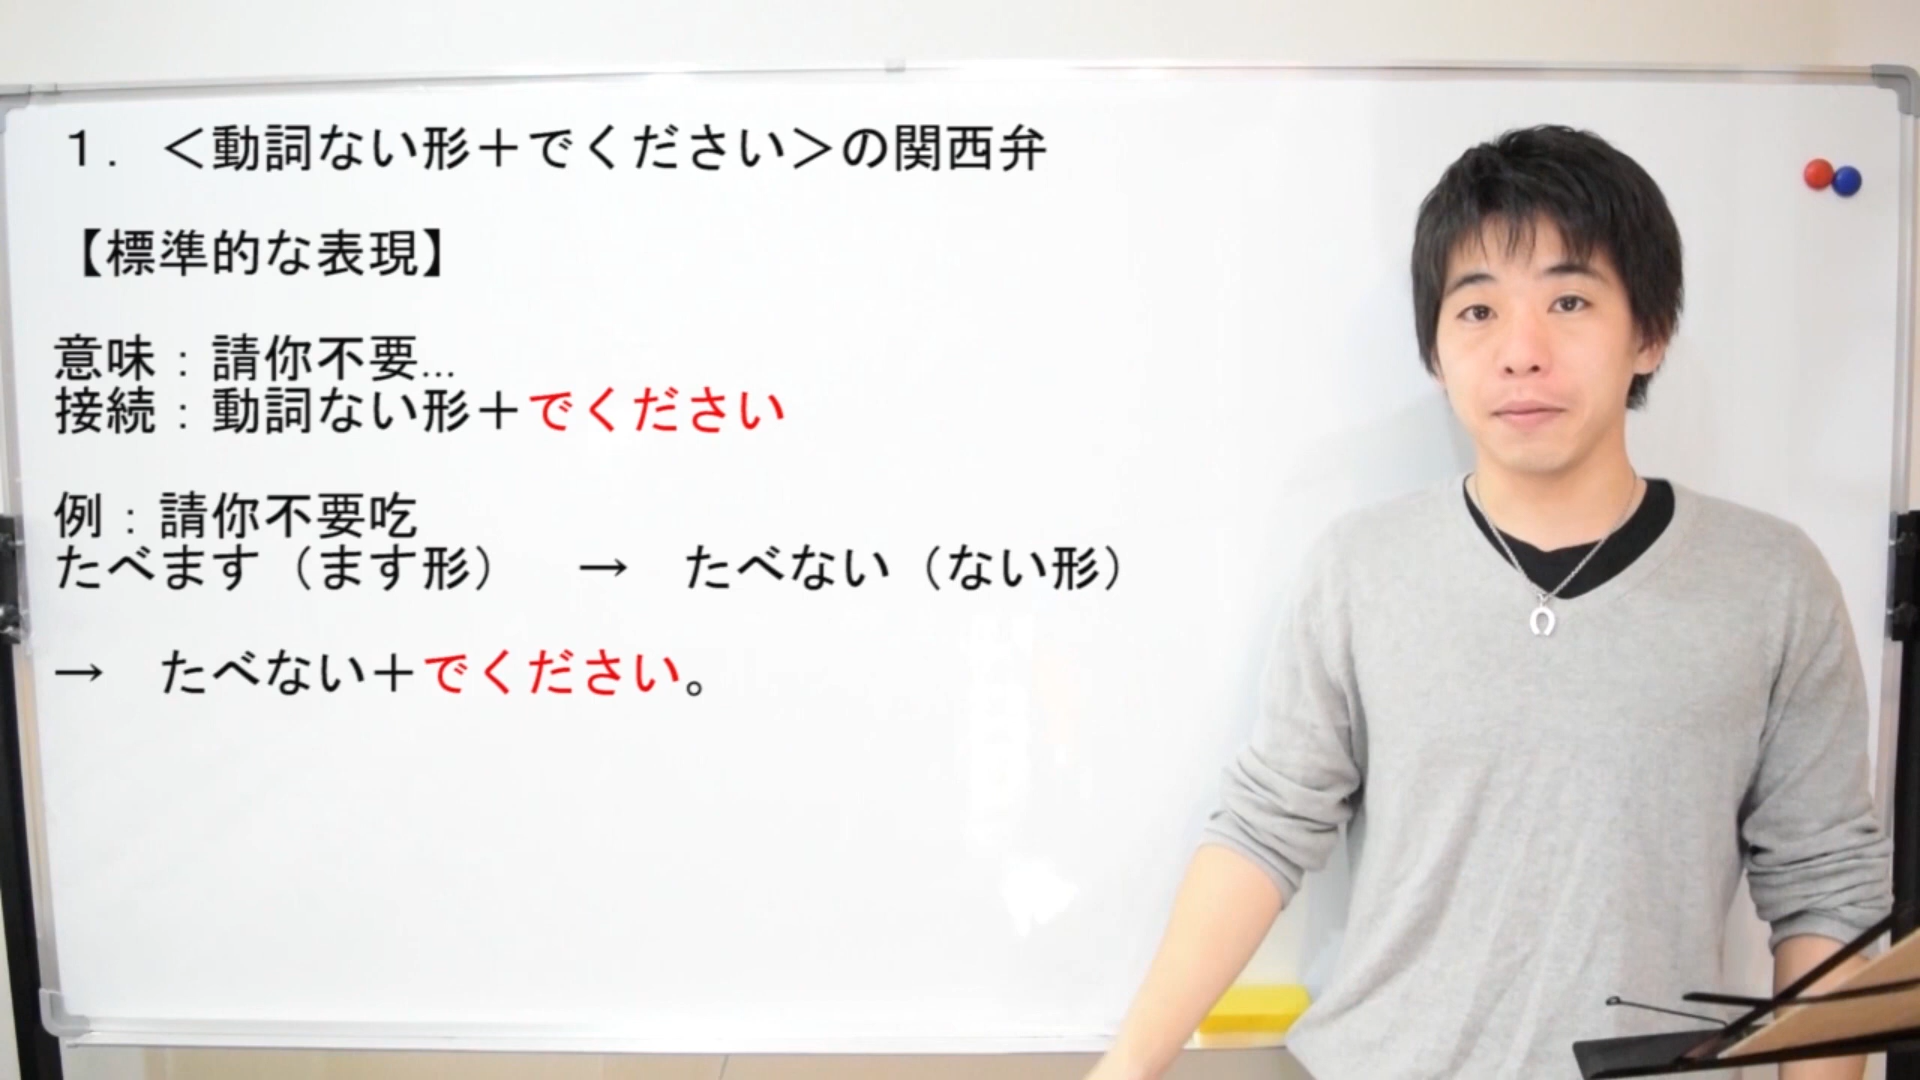 １．＜動詞ない形＋でください＞の関西弁
【標準的な表現】
意味：請你不要...
接続：動詞ない形＋でください
例：請你不要吃
たべます（ます形）　→　たべない（ない形）
→　たべない＋でください。